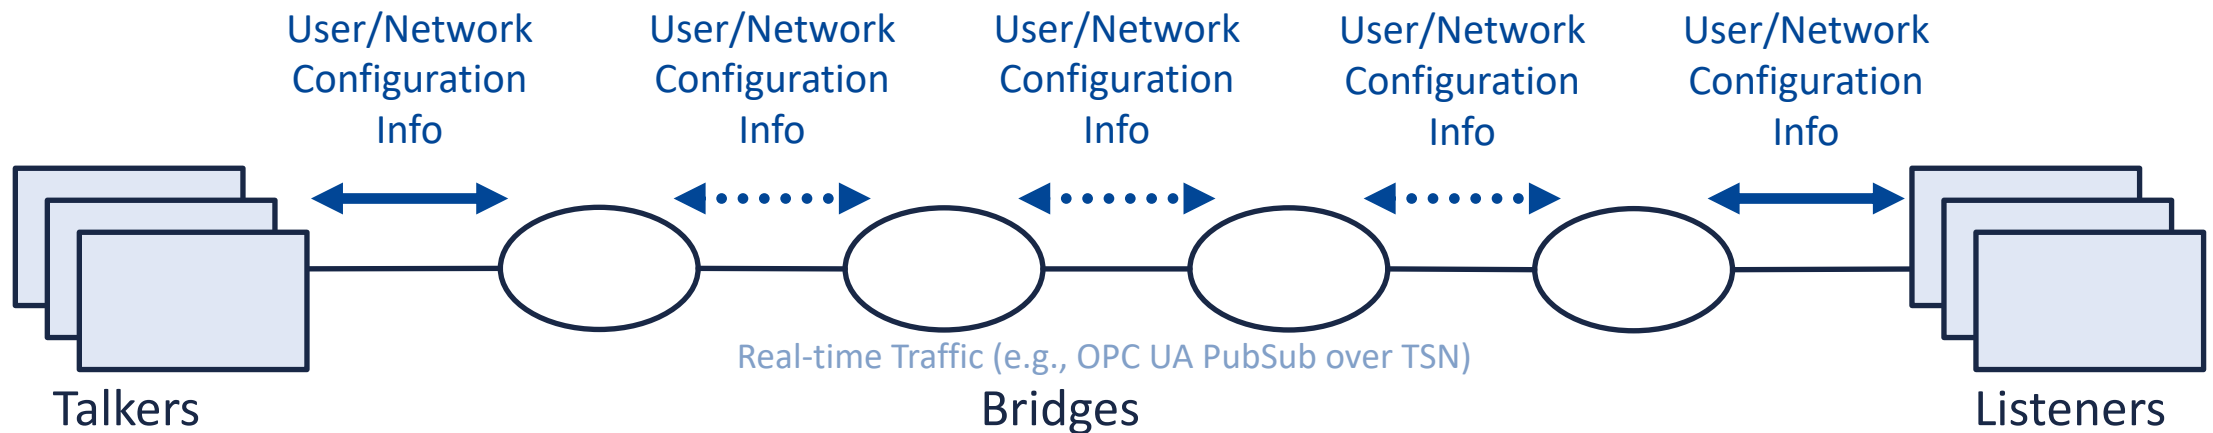 User/Network
Configuration
Info
User/Network
Configuration
Info
User/Network
Configuration
Info
User/Network
Configuration
Info
User/Network
Configuration
Info
Real-time Traffic (e.g., OPC UA PubSub over TSN)
Talkers
Bridges
Listeners